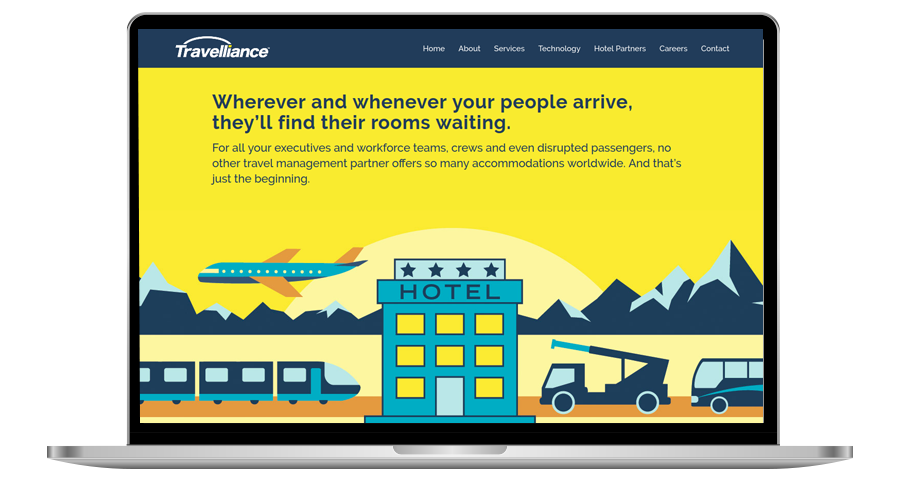 Travelliance
Home About Services Technology Hotel Partners Careers Contact
Wherever and whenever your people arrive,
they'll find their rooms waiting.
For all your executives and workforce teams, crews and even disrupted passengers, no
other travel management partner offers so many accommodations worldwide. And that's
just the beginning.
HOTEL